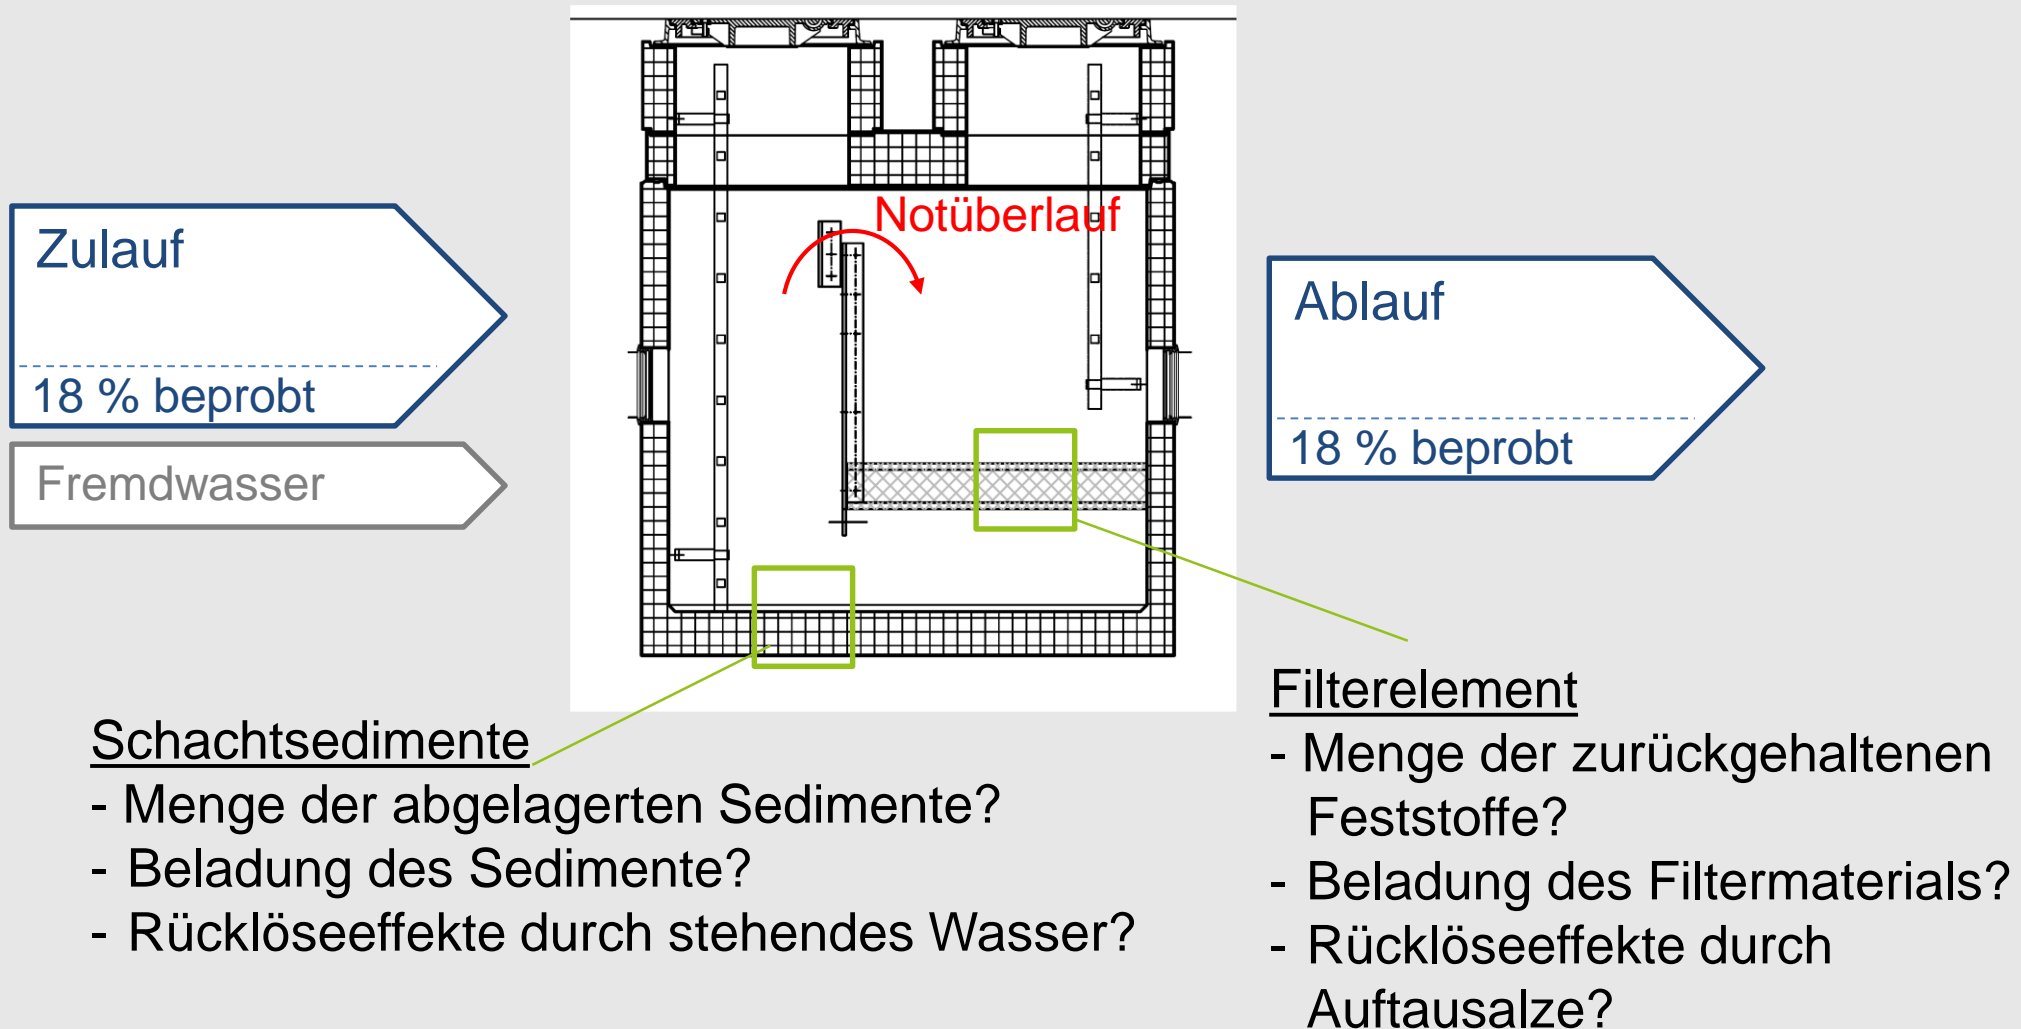 Notüberlauf
Zulauf
18 % beprobt
Fremdwasser
Ablauf
18 % beprobt
Schachtsedimente
- Menge der abgelagerten Sedimente?
- Beladung des Sedimente?
- Rücklöseeffekte durch stehendes Wasser?
Filterelement
- Menge der zurückgehaltenen
Feststoffe?
- Beladung des Filtermaterials?
- Rücklöseeffekte durch
Auftausalze?